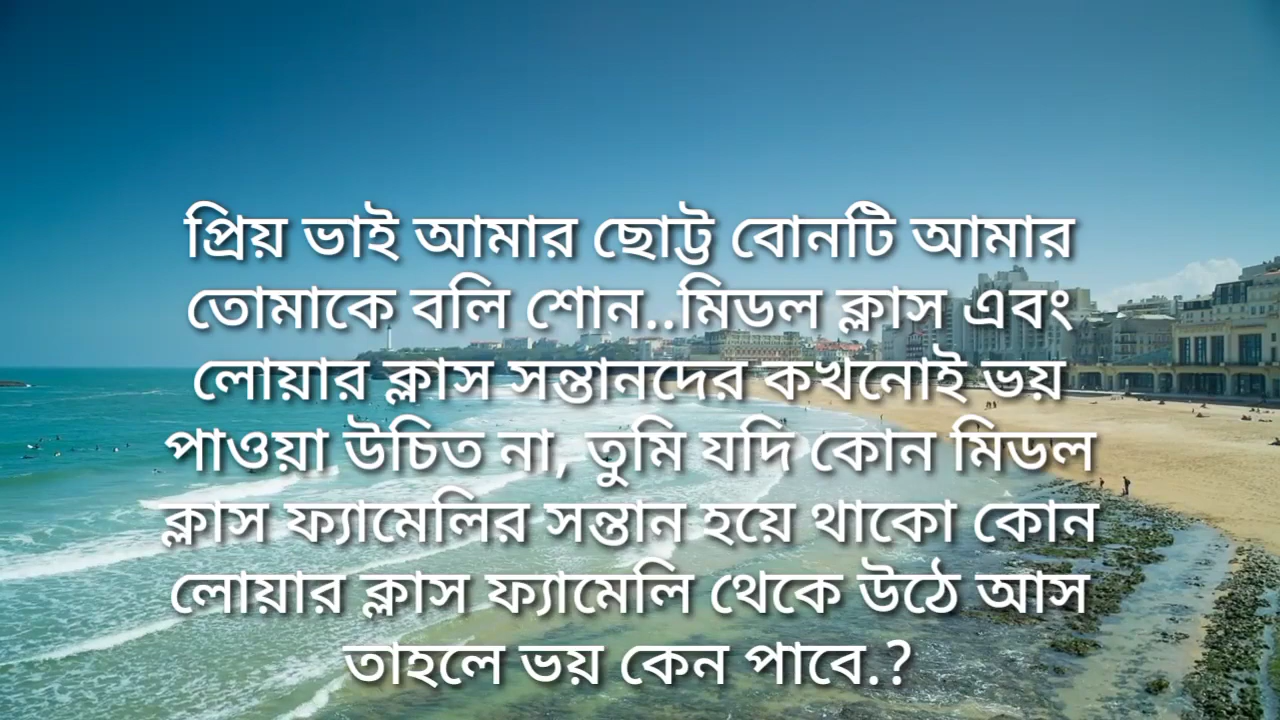 প্রিয় ভাই আমার ছোট্ট বোনটি আমার
তোমাকে বলি শোন..মিডল ক্লাস এবং
লোয়ার ক্লাস সন্তানদের কখনোই ভয়
পাওয়া উচিত না, তুমি যদি কোন মিডল
ক্লাস ফ্যামেলির সন্তান হয়ে থাকো কোন
লোয়ার ক্লাস ফ্যামেলি থেকে উঠে আস
তাহলে ভয় কেন পাবে.?